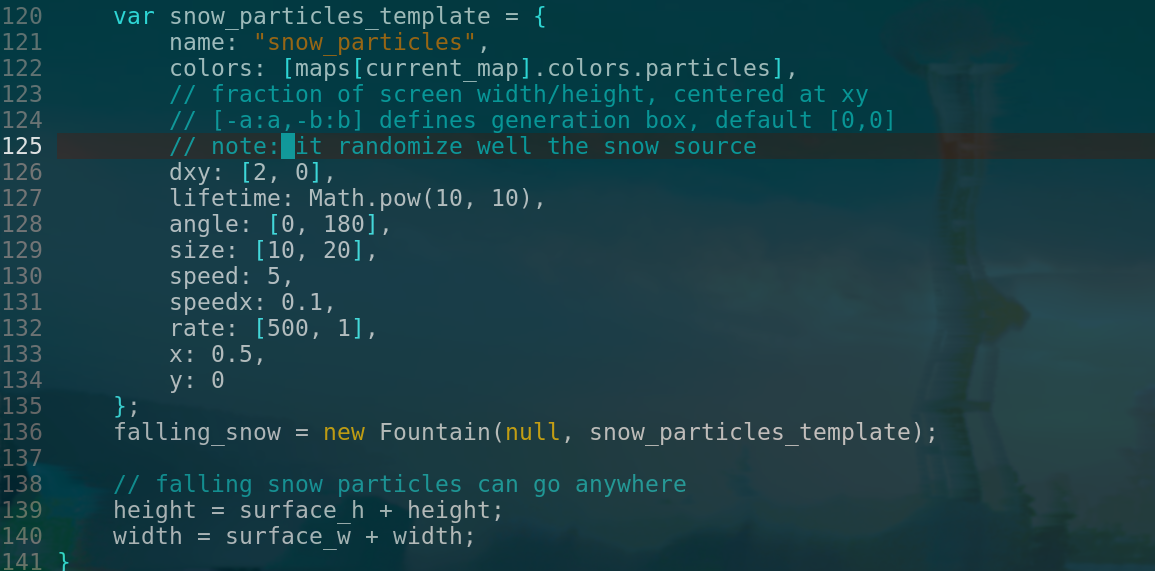 120     var snow_particles_template = {
121         name: "snow_particles",
122         colors: [maps[current_map].colors.particles],
123         // fraction of screen width/height, centered at xy
124         // [-a:a,-b:b] defines generation box, default [0,0]
125         // note: it randomize well the snow source
126         dxy: [2, 0],
127         lifetime: Math.pow(10, 10),
128         angle: [0, 180],
129         size: [10, 20],
130         speed: 5,
131         speedx: 0.1,
132         rate: [500, 1],
133         x: 0.5,
134         y: 0
135     };
136     falling_snow = new Fountain(null, snow_particles_template);
137
138     // falling snow particles can go anywhere
139     height = surface_h + height;
140     width = surface_w + width;
141 }